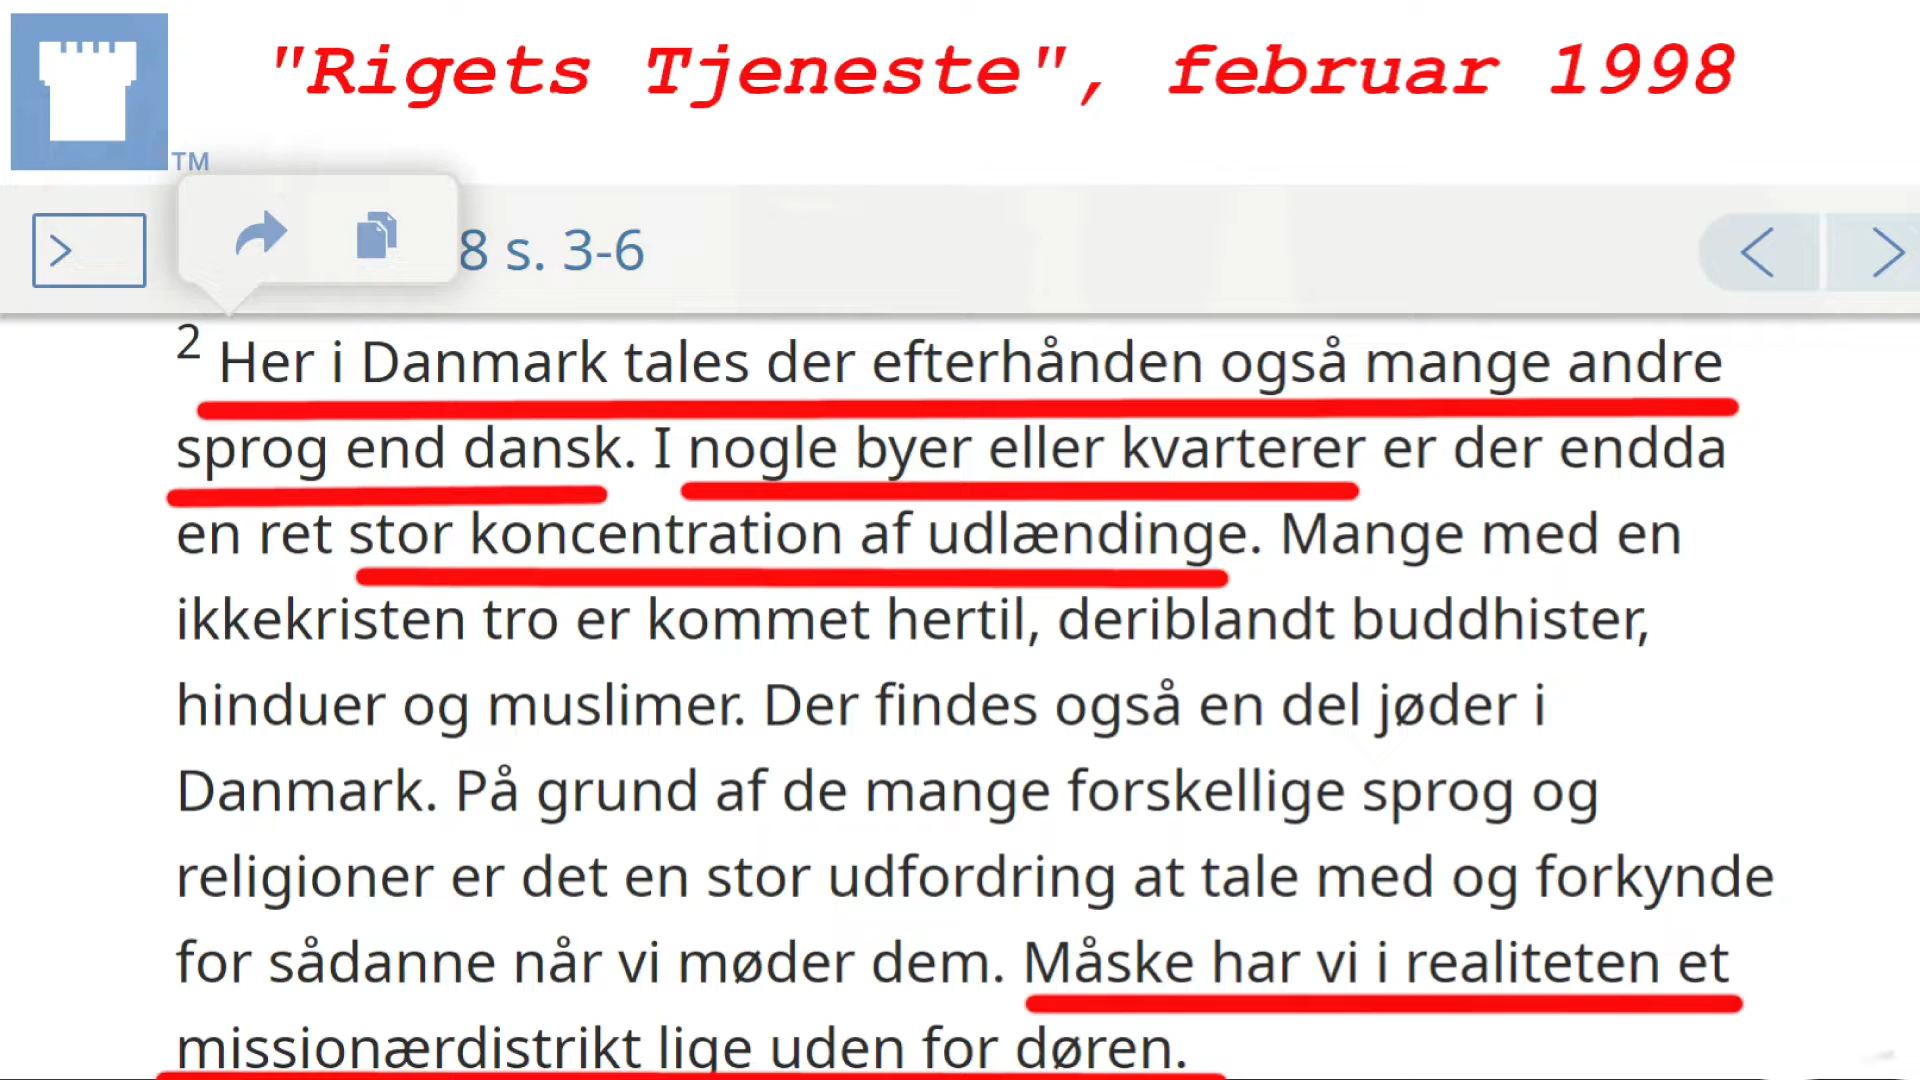 "Rigets Tjeneste", februar 1998
TM
8 s. 3-6
2 Her i Danmark tales der efterhånden også mange andre
sprog end dansk. I nogle byer eller kvarterer er der endda
en ret stor koncentration af udlændinge. Mange med en
ikkekristen tro er kommet hertil, deriblandt buddhister,
hinduer og muslimer. Der findes også en del jøder i
Danmark. På grund af de mange forskellige sprog og
religioner er det en stor udfordring at tale med og forkynde
for sådanne når vi møder dem. Måske har vi i realiteten et
missionærdistrikt lige uden for døren.